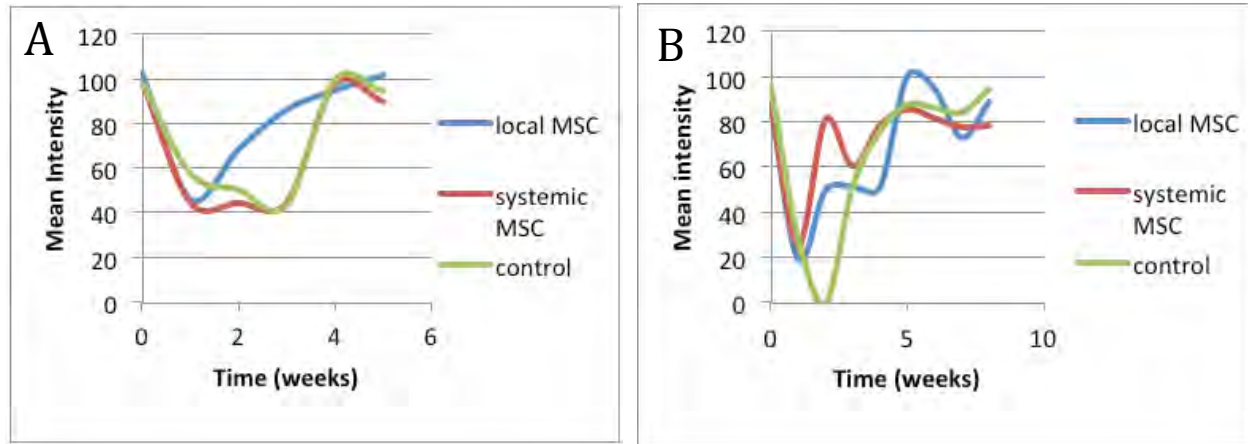 A
120
100
80
60
40
20
0
Mean Intensity
0
2
4
6
Time (weeks)
local MSC
systemic
MSC
control
B
120
100
80
60
40
20
0
Mean intensity
0
5
10
Time (weeks)
local MSC
systemic
MSC
control